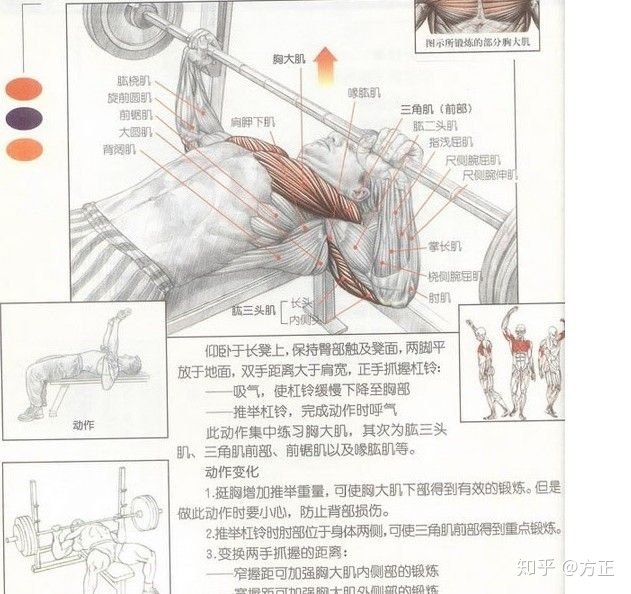 图示所锻炼的部分胸大肌
胸大肌
肱桡肌
旋前圆肌
前锯肌
大圆肌
背阔肌
肩胛下肌
喙肱肌
三角肌(前部)
肱二头肌
指浅屈肌
尺侧腕屈肌
尺侧腕伸肌
掌长肌
桡侧腕屈肌
肘肌
肱三头肌
长头
内侧头
动作
仰卧于长凳上,保持臀部触及凳面,两脚平
放于地面,双手距离大于肩宽,正手抓握杠铃:
——吸气,使杠铃缓慢下降至胸部
——推举杠铃,完成动作时呼气
此动作集中练习胸大肌,其次为肱三头
肌、三角肌前部、前锯肌以及喙肱肌等。
动作变化
1.挺胸增加推举重量,可使胸大肌下部得到有效的锻炼。但是
做此动作时要小心,防止背部损伤。
2.推举杠铃时肘部位于身体两侧,可使三角肌前部得到重点锻炼。
3.变换两手抓握的距离:
——窄握距可加强胸大肌内侧部的锻炼
——宽握距可加强胸大肌外侧部的锻炼
知乎 @方正